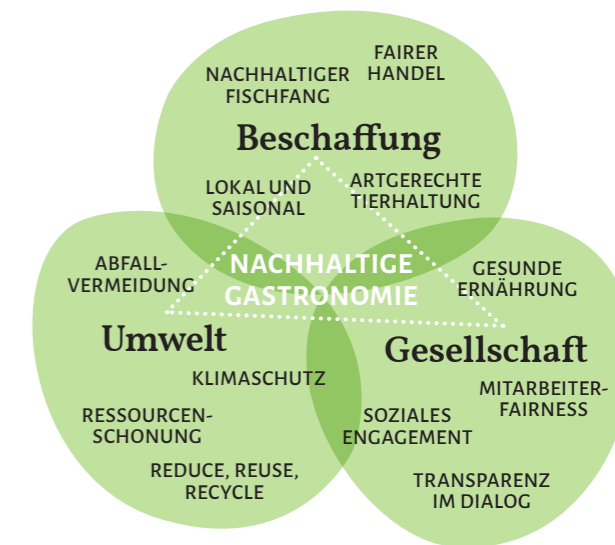 FAIRER
HANDEL
NACHHALTIGER
FISCHFANG
Beschaffung
LOKAL UND
SAISONAL
ARTGERECHTE
TIERHALTUNG
NACHHALTIGE
GASTRONOMIE
ABFALL-
VERMEIDUNG
Umwelt
KLIMASCHUTZ
RESSOURCEN-
SCHONUNG
REDUCE, REUSE,
RECYCLE
GESUNDE
ERNÄHRUNG
Gesellschaft
MITARBEITER-
FAIRNESS
SOZIALES
ENGAGEMENT
TRANSPARENZ
IM DIALOG